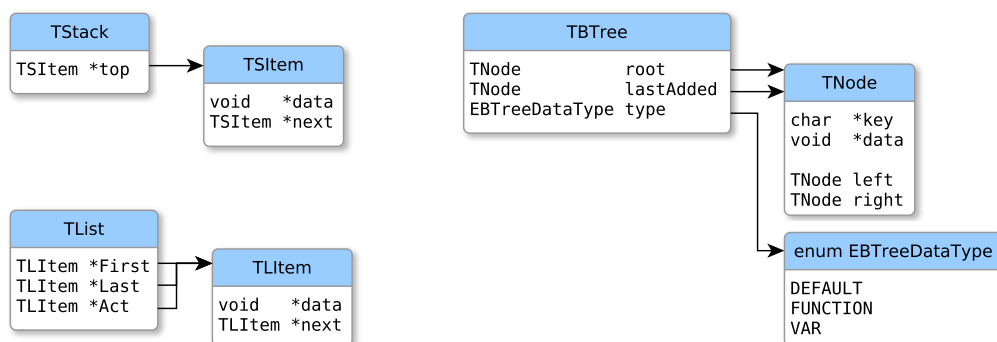 TStack
TSItem *top
TSItem
void   *data
TSItem *next
TBTree
TNode          root
TNode          lastAdded
EBTreeDataType type
TNode
char  *key
void  *data
TNode left
TNode right
TList
TLItem *First
TLItem *Last
TLItem *Act
TLItem
void   *data
TLItem *next
enum EBTreeDataType
DEFAULT
FUNCTION
VAR